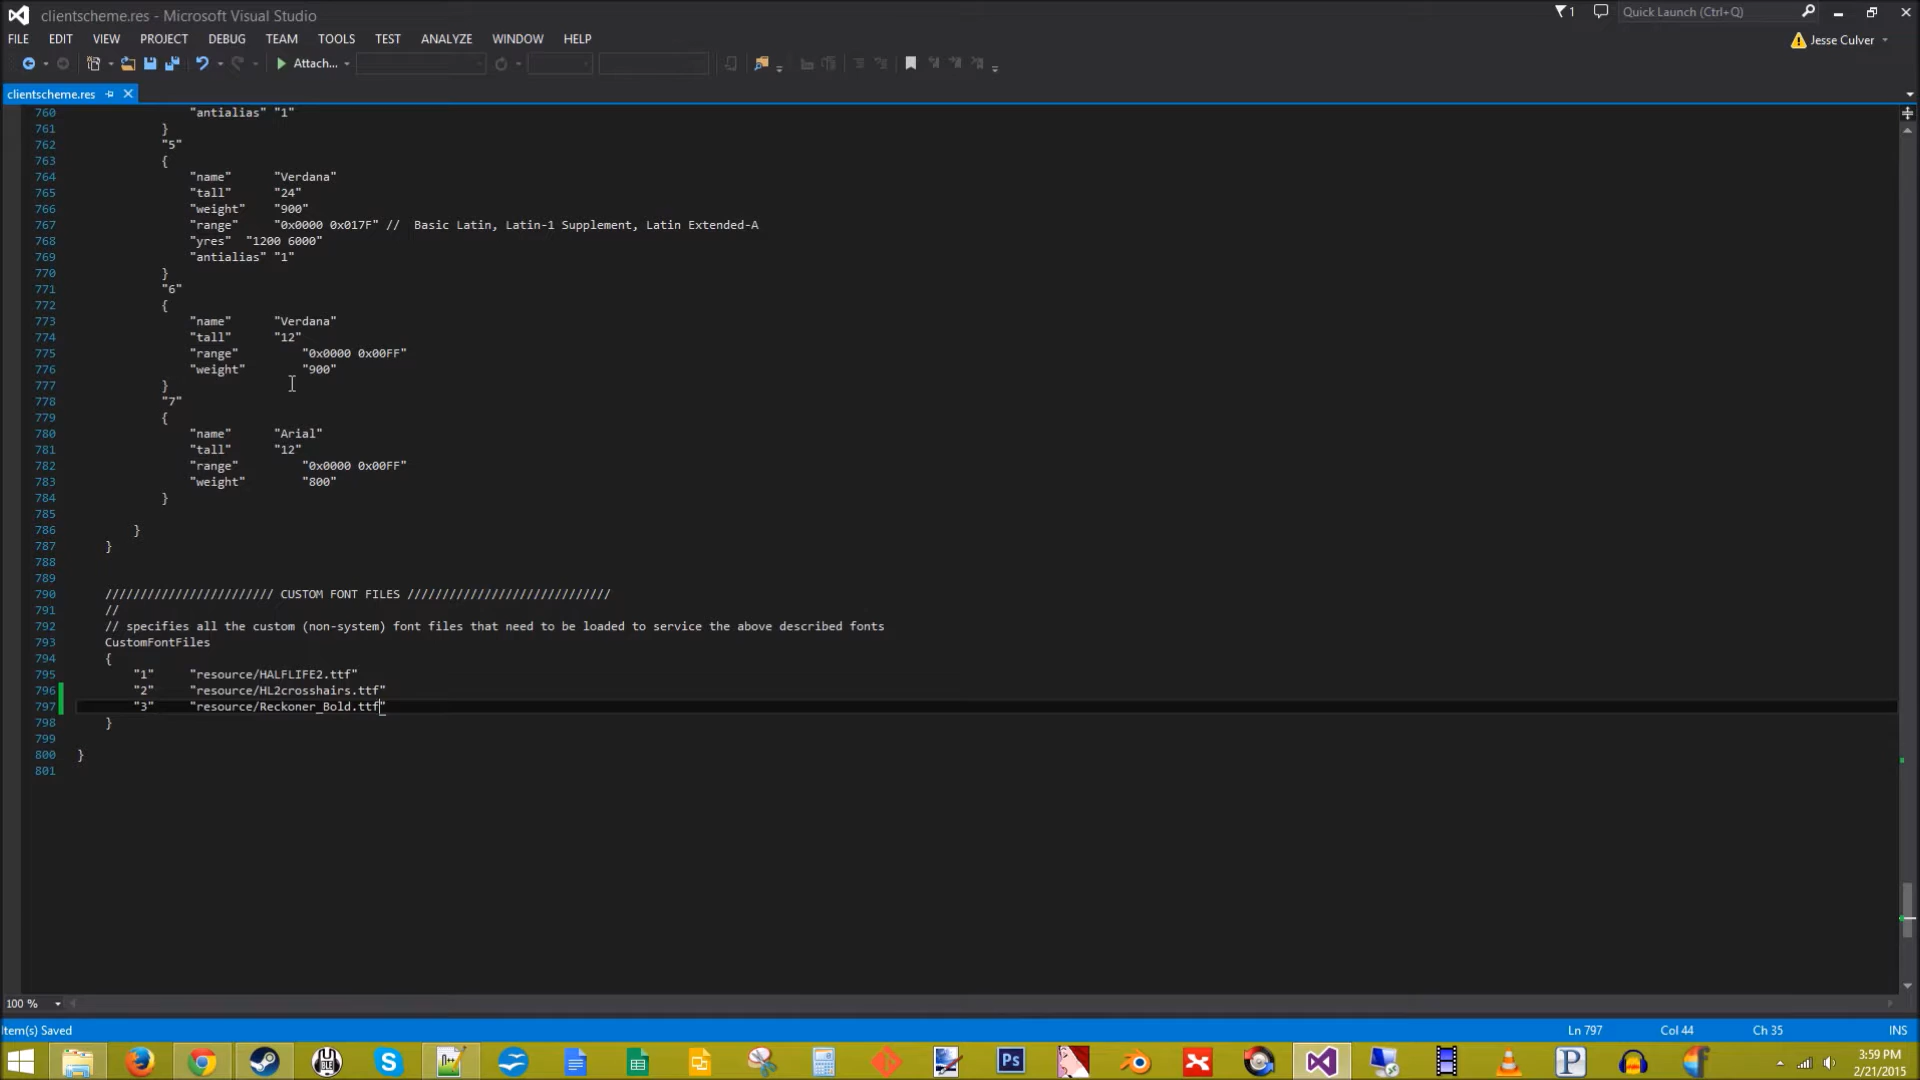 clientscheme.res - Microsoft Visual Studio
1
Quick Launch (Ctrl+Q)
FILE EDIT VIEW PROJECT DEBUG TEAM TOOLS TEST ANALYZE WINDOW HELP
Jesse Culver
Attach...
clientscheme.res
760 "antialias" "1"
761 }
762 "5"
763 {
764 "name" "Verdana"
765 "tall" "24"
766 "weight" "900"
767 "range" "0x0000 0x017F" // Basic Latin, Latin-1 Supplement, Latin Extended-A
768 "yres" "1200 6000"
769 "antialias" "1"
770 }
771 "6"
772 {
773 "name" "Verdana"
774 "tall" "12"
775 "range" "0x0000 0x00FF"
776 "weight" "900"
777 }
778 "7"
779 {
780 "name" "Arial"
781 "tall" "12"
782 "range" "0x0000 0x00FF"
783 "weight" "800"
784 }
785
786 }
787 }
788
789
790 //////////////////////// CUSTOM FONT FILES /////////////////////////////
791 //
792 // specifies all the custom (non-system) font files that need to be loaded to service the above described fonts
793 CustomFontFiles
794 {
795 "1" "resource/HALFLIFE2.ttf"
796 "2" "resource/HL2crosshairs.ttf"
797 "3" "resource/Reckoner_Bold.ttf"
798 }
799
800 }
801
100 %
Item(s) Saved
Ln 797 Col 44 Ch 35 INS
Ps
P
3:59 PM
2/21/2015